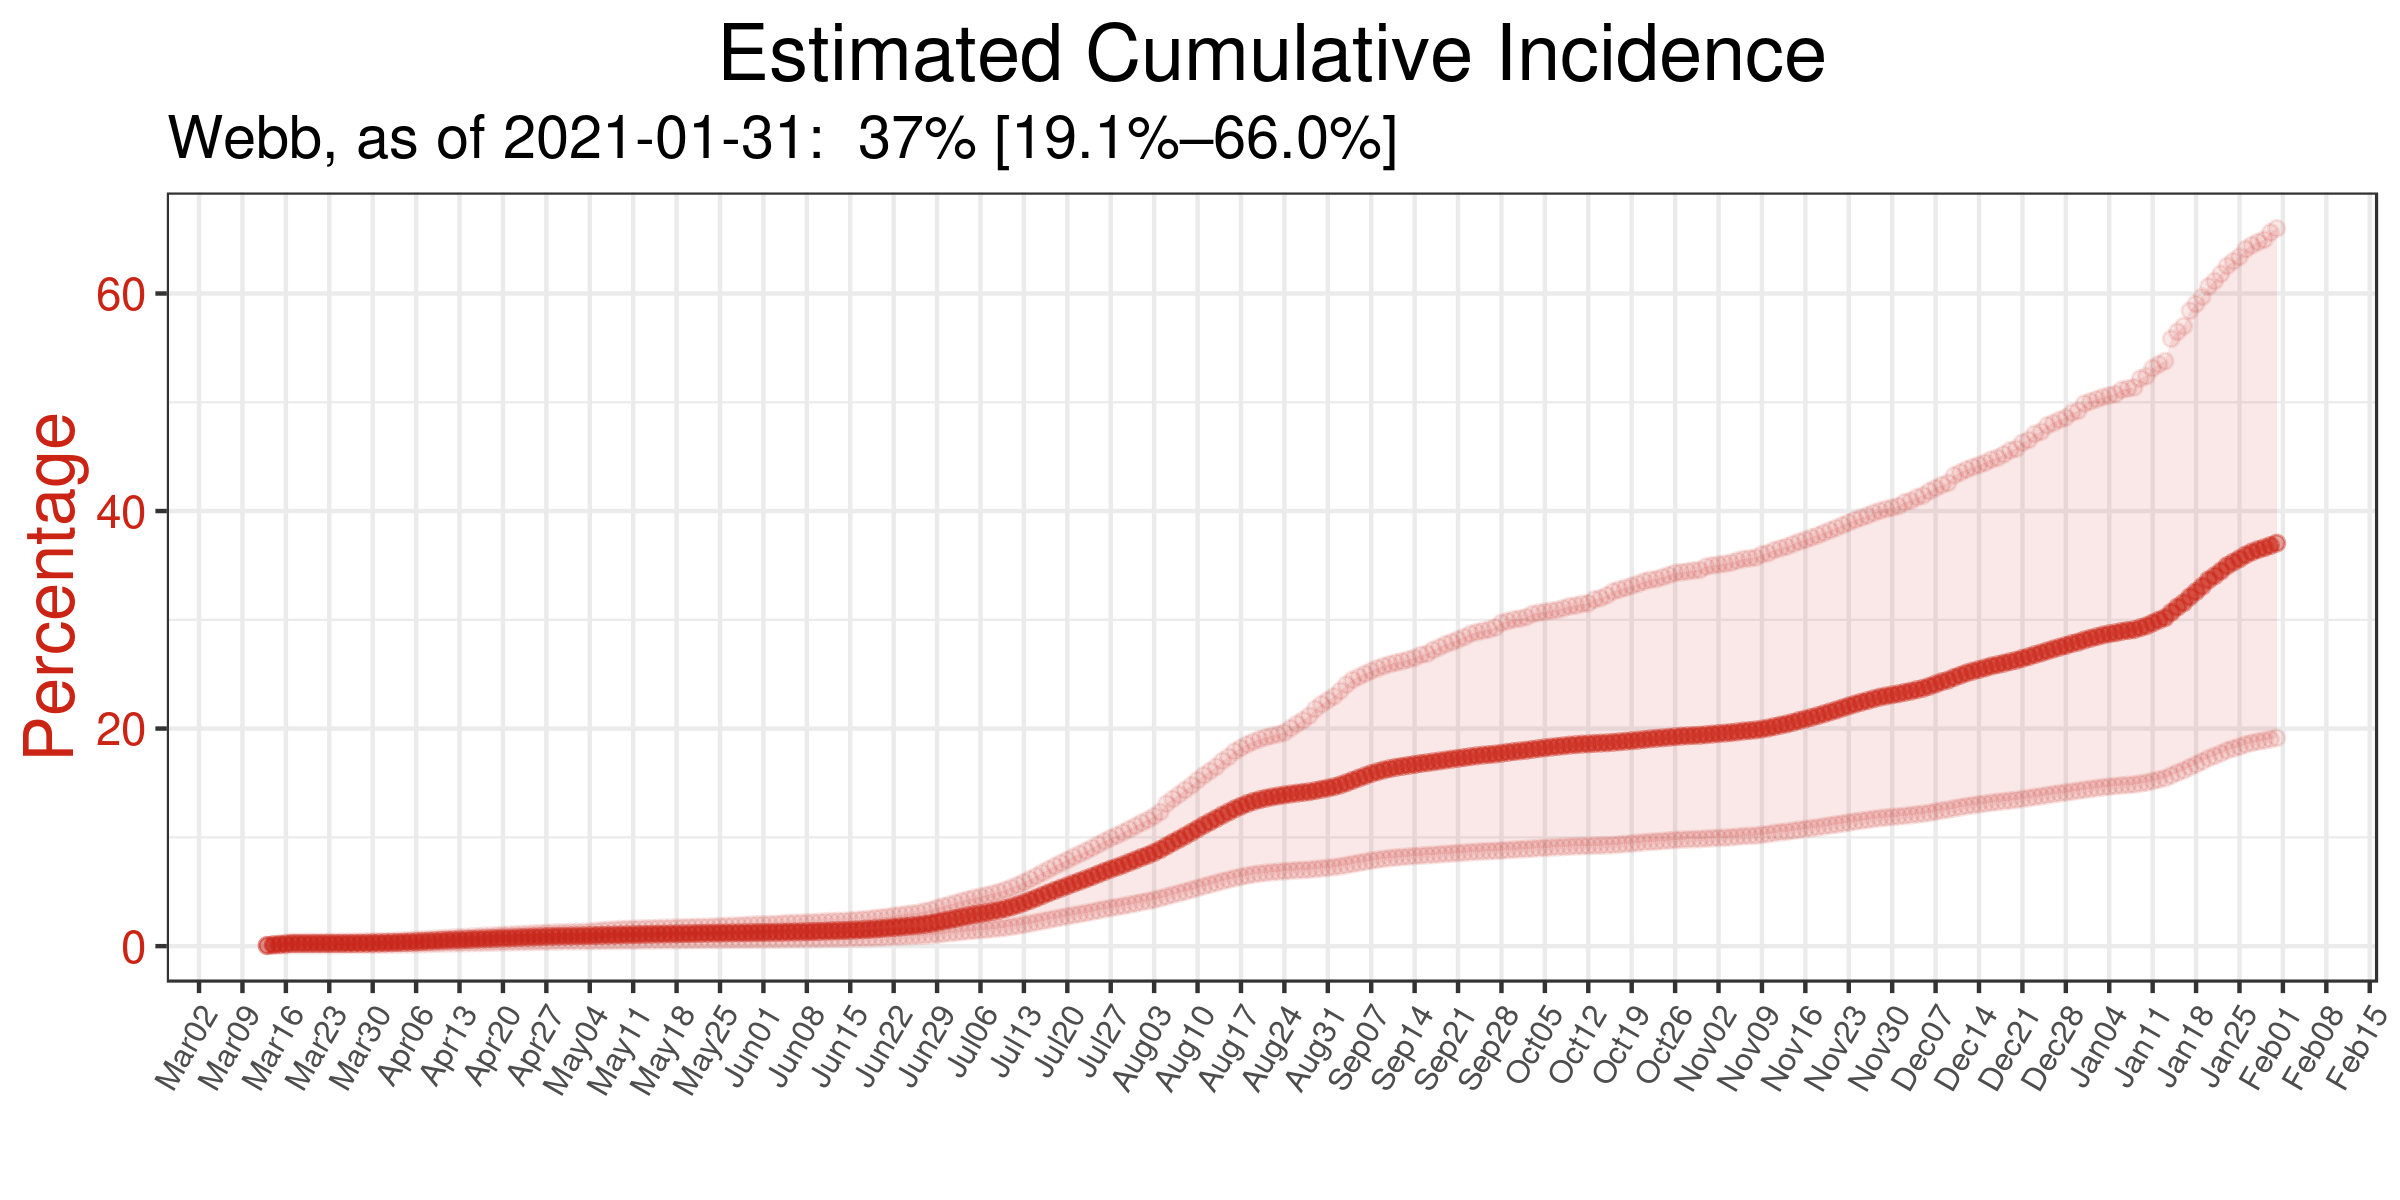 Estimated Cumulative Incidence
Webb, as of 2021-01-31:  37% [19.1%–66.0%]
Percentage
60
40
20
0
Mar02
Mar09
Mar16
Mar23
Mar30
Apr06
Apr13
Apr20
Apr27
May04
May11
May18
May25
Jun01
Jun08
Jun15
Jun22
Jun29
Jul06
Jul13
Jul20
Jul27
Aug03
Aug10
Aug17
Aug24
Aug31
Sep07
Sep14
Sep21
Sep28
Oct05
Oct12
Oct19
Oct26
Nov02
Nov09
Nov16
Nov23
Nov30
Dec07
Dec14
Dec21
Dec28
Jan04
Jan11
Jan18
Jan25
Feb01
Feb08
Feb15